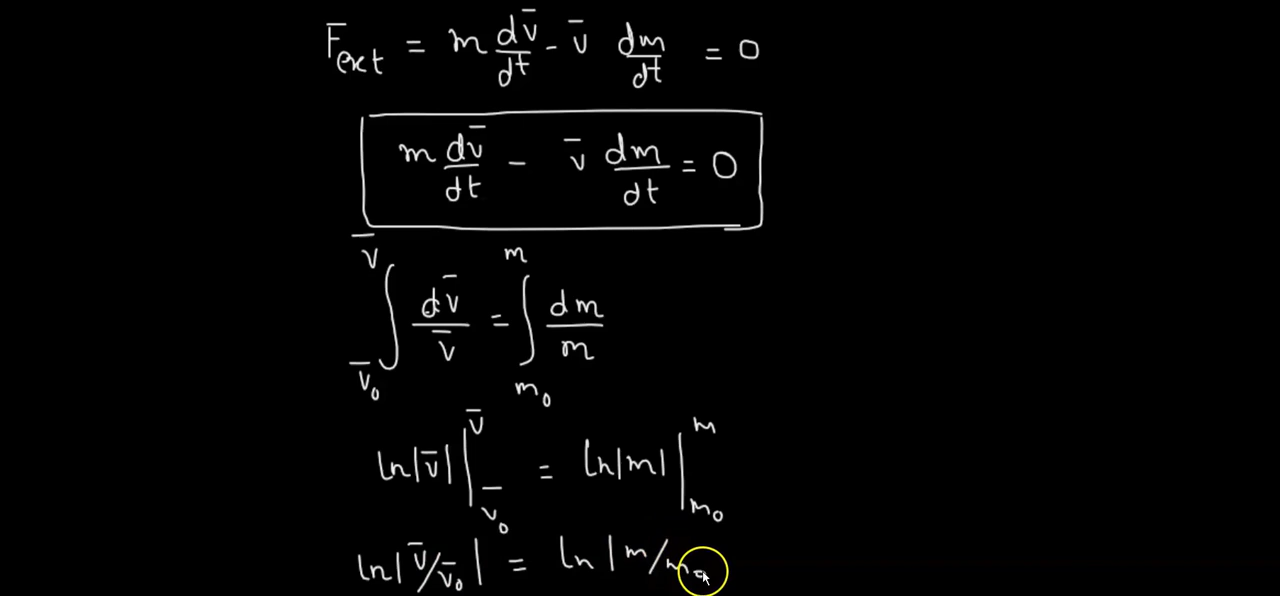 F̄ext = m dv̄/dt - v̄ dm/dt = 0
m dv̄/dt - v̄ dm/dt = 0
∫_{v̄₀}^{v̄} dv̄/v̄ = ∫_{m₀}^{m} dm/m
ln|v̄| |_{v̄₀}^{v̄} = ln|m| |_{m₀}^{m}
ln|v̄/v̄₀| = ln|m/m₀